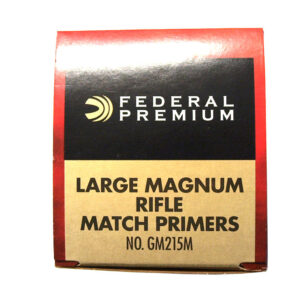 FEDERAL
PREMIUM
LARGE MAGNUM
RIFLE
MATCH PRIMERS
NO. GM215M